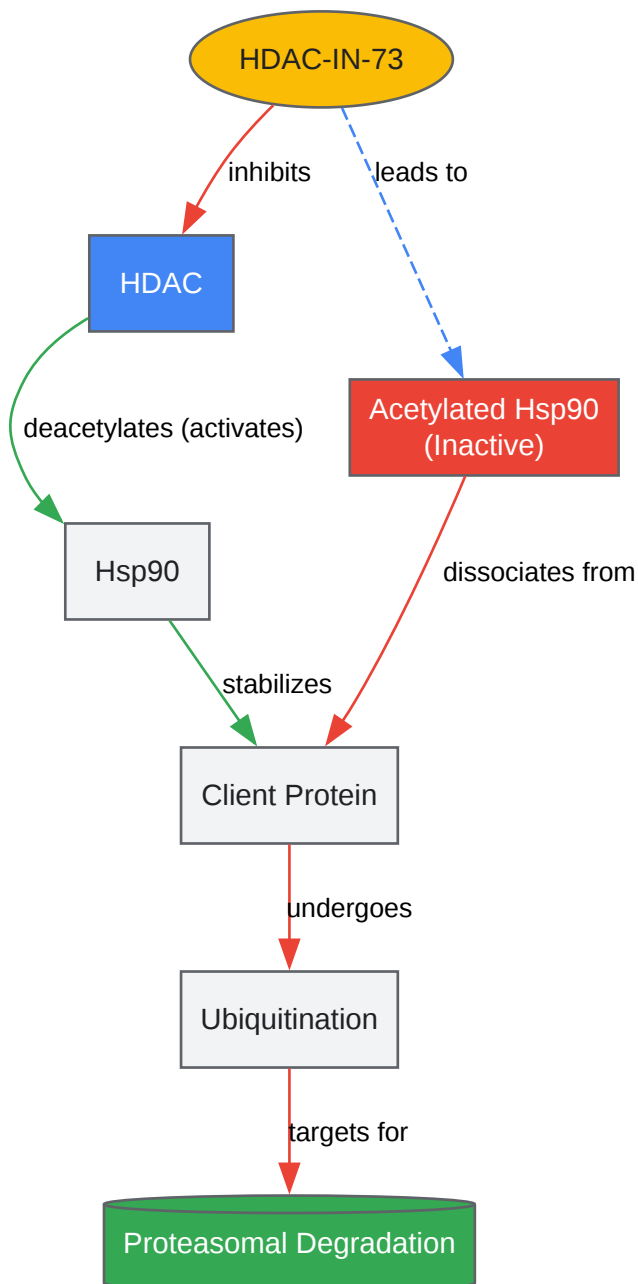 HDAC-IN-73
inhibits
leads to
HDAC
Acetylated Hsp90
(Inactive)
deacetylates (activates)
Hsp90
dissociates from
stabilizes
Client Protein
undergoes
Ubiquitination
targets for
Proteasomal Degradation